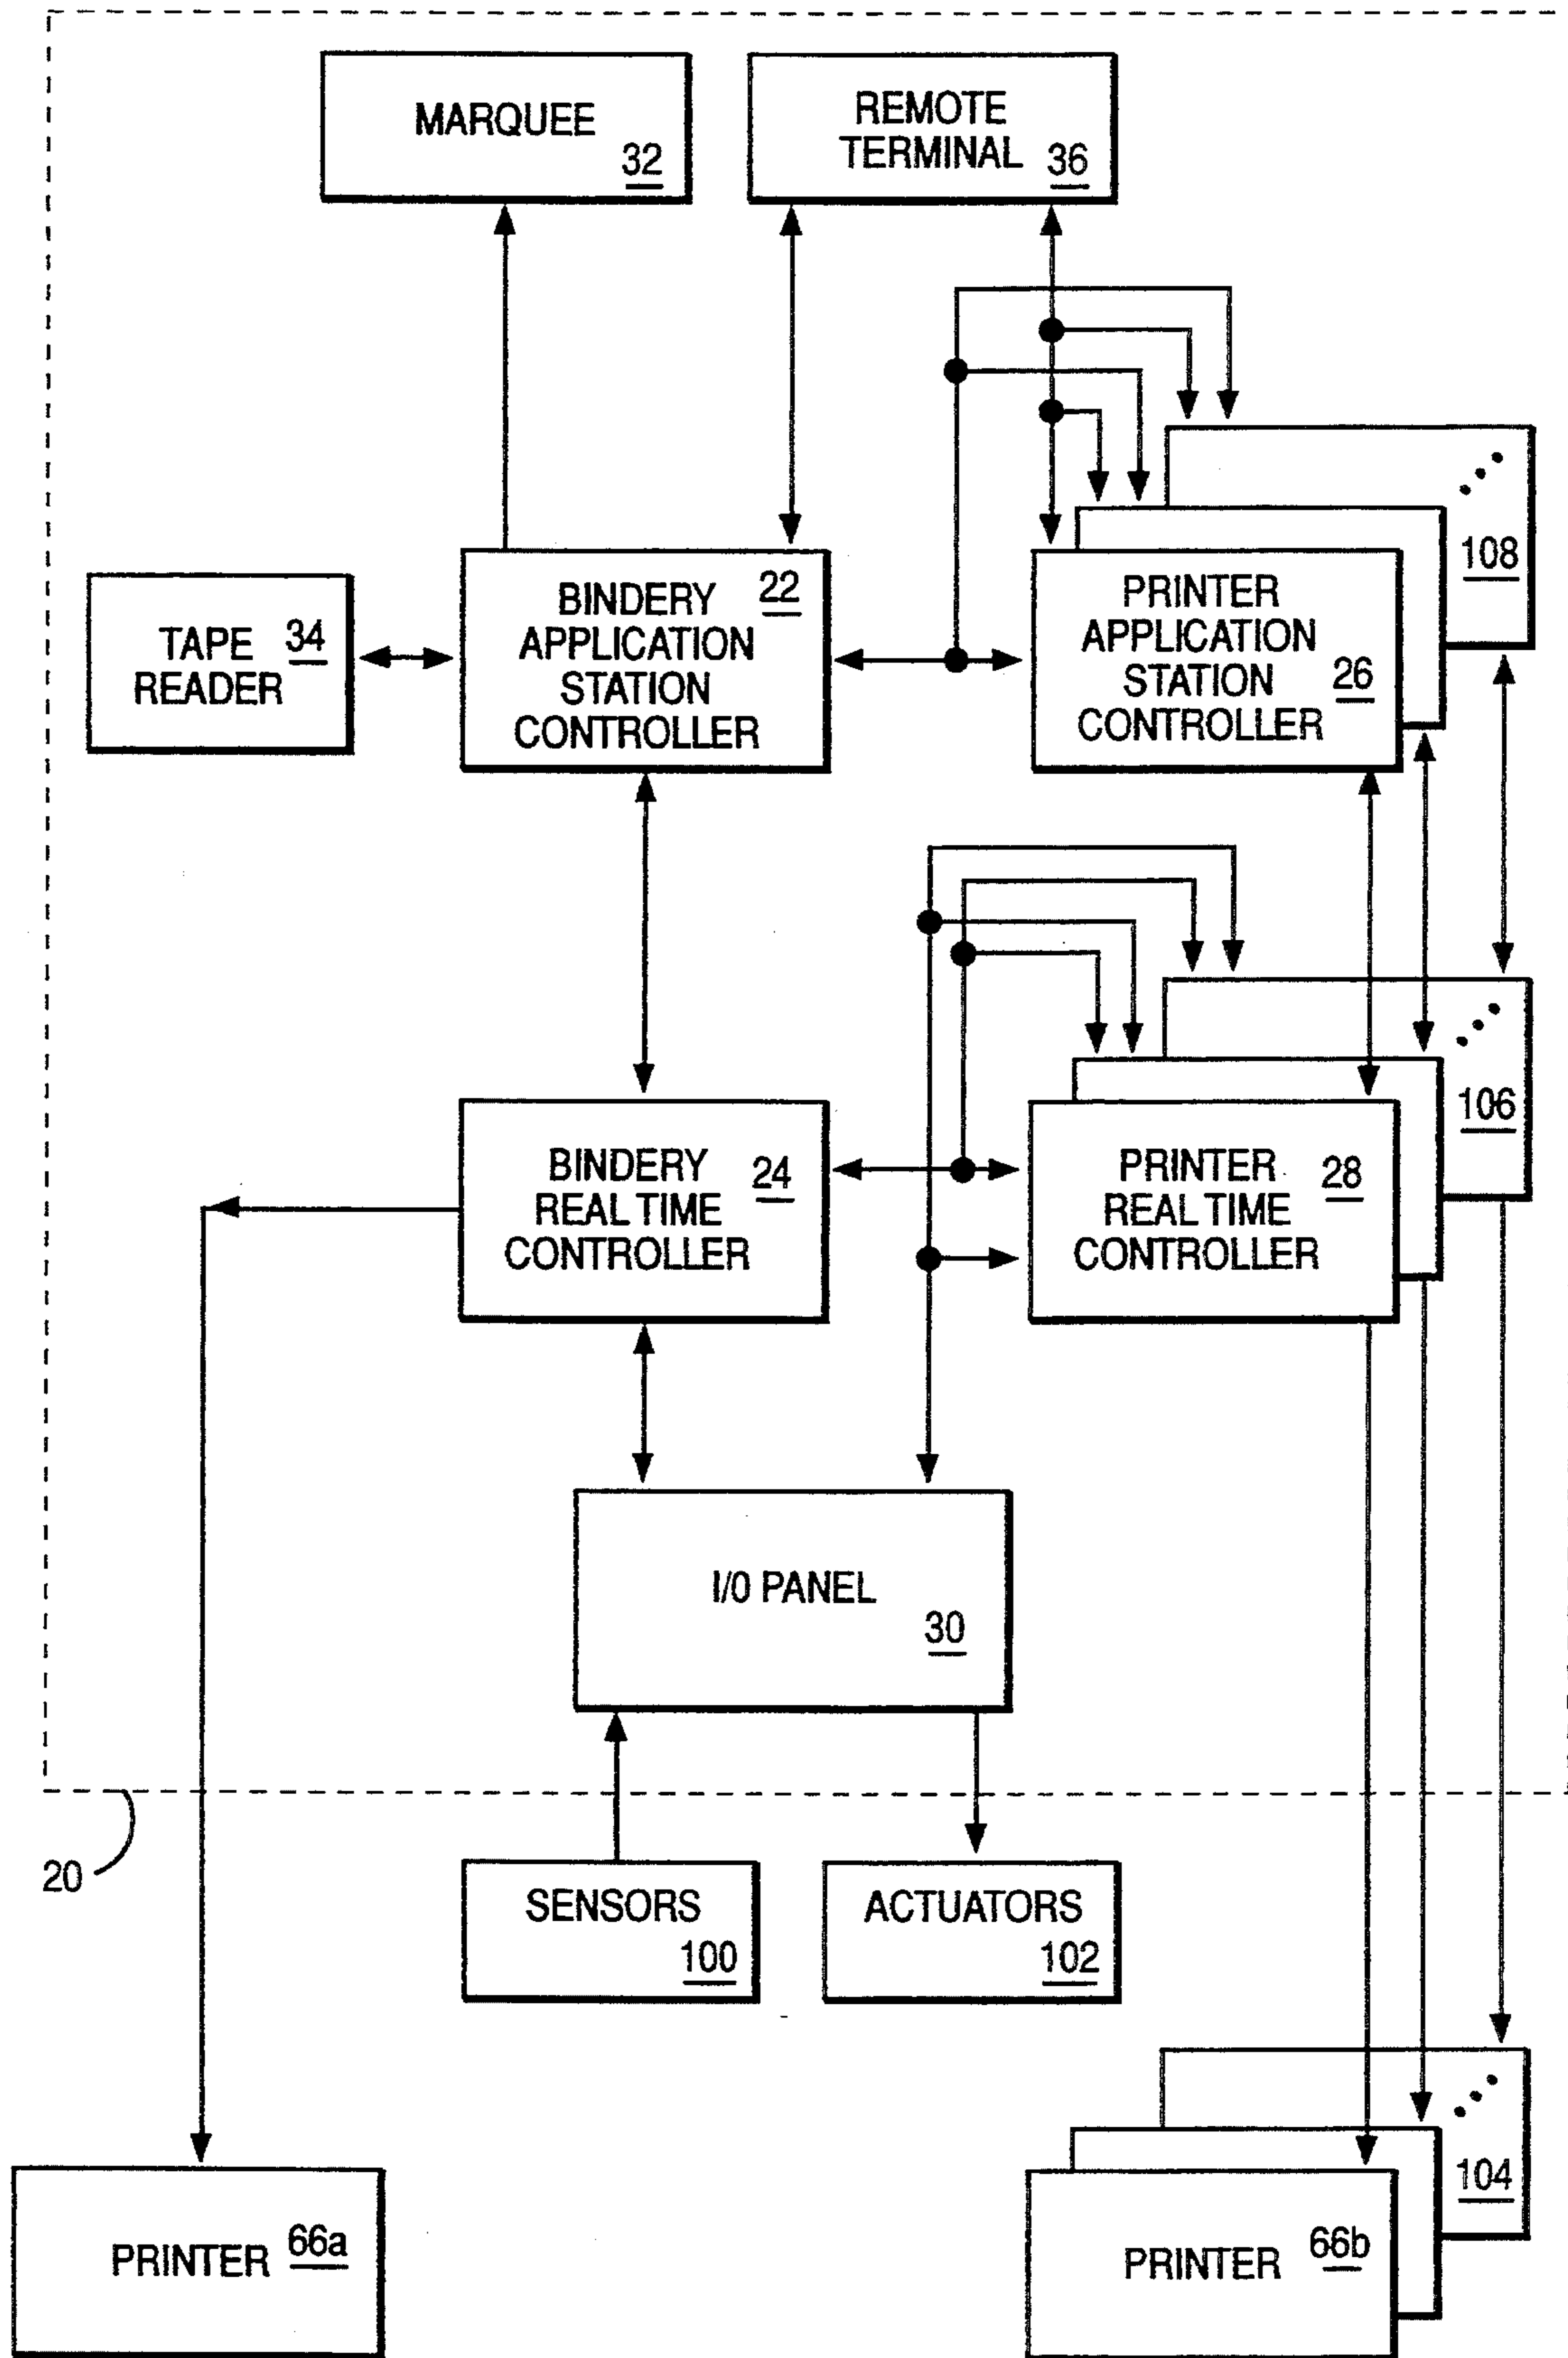 MARQUEE
32
REMOTE
TERMINAL
36
108
TAPE
READER
34
BINDERY
APPLICATION
STATION
CONTROLLER
22
PRINTER
APPLICATION
STATION
CONTROLLER
26
106
BINDERY
REAL TIME
CONTROLLER
24
PRINTER
REAL TIME
CONTROLLER
28
I/O PANEL
30
20
SENSORS
100
ACTUATORS
102
104
PRINTER
66a
PRINTER
66b